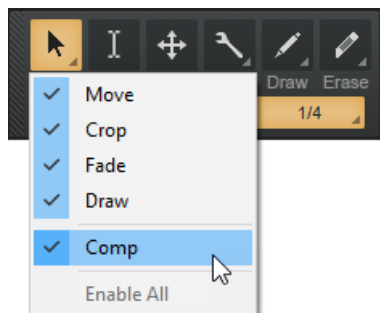 Draw Erase
1/4
Move
Crop
Fade
Draw
Comp
Enable All